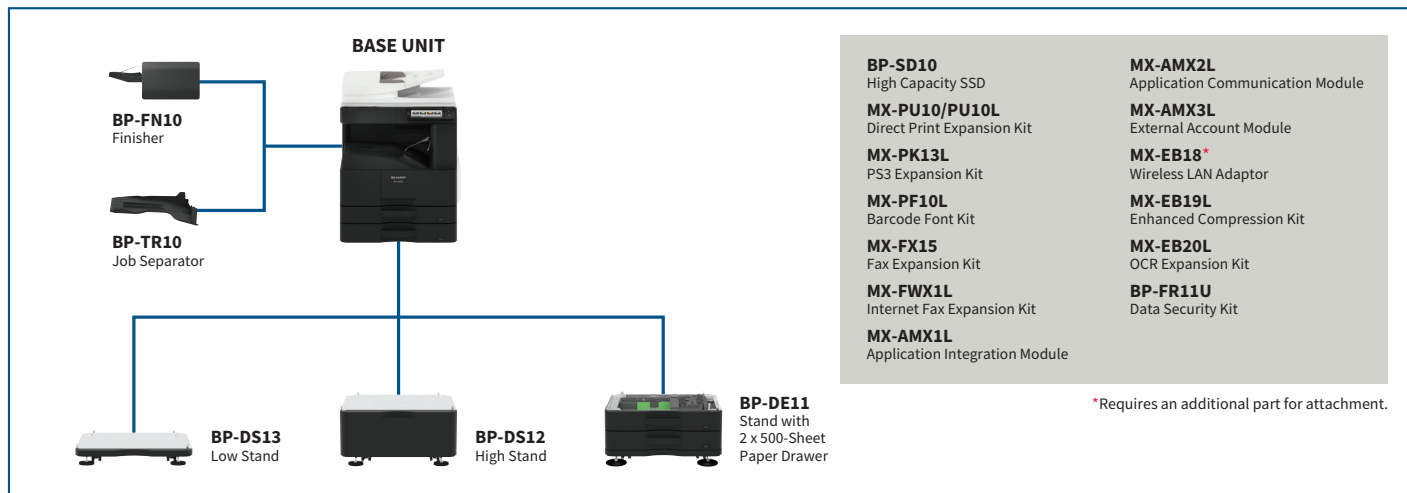 BASE UNIT
BP-FN10
Finisher
BP-TR10
Job Separator
SHARP
BP-DS13
Low Stand
BP-DS12
High Stand
BP-DE11
Stand with
2 x 500-Sheet
Paper Drawer
BP-SD10
High Capacity SSD
MX-PU10/PU10L
Direct Print Expansion Kit
MX-PK13L
PS3 Expansion Kit
MX-PF10L
Barcode Font Kit
MX-FX15
Fax Expansion Kit
MX-FWX1L
Internet Fax Expansion Kit
MX-AMX1L
Application Integration Module
MX-AMX2L
Application Communication Module
MX-AMX3L
External Account Module
MX-EB18*
Wireless LAN Adaptor
MX-EB19L
Enhanced Compression Kit
MX-EB20L
OCR Expansion Kit
BP-FR11U
Data Security Kit
*Requires an additional part for attachment.